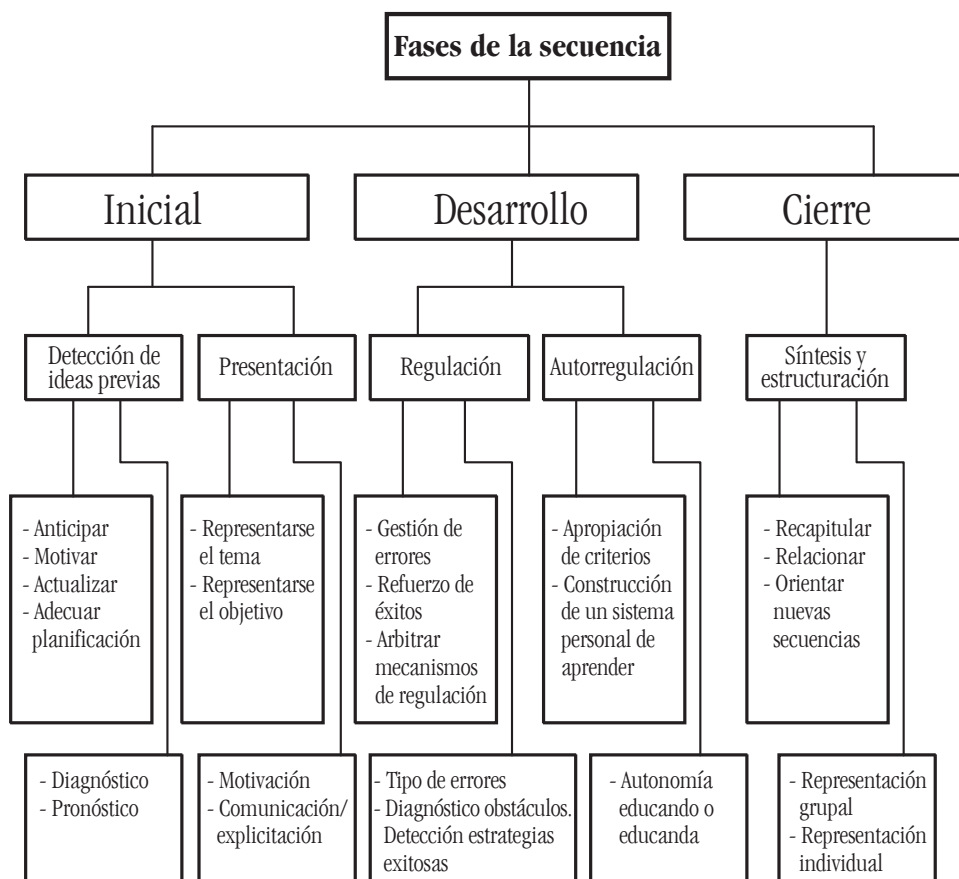 Fases de la secuencia
Inicial
Desarrollo
Cierre
Detección de
ideas previas
Presentación
Regulación
Autorregulación
Síntesis y
estructuración
- Anticipar
- Motivar
- Actualizar
- Adecuar
planificación
- Representarse
el tema
- Representarse
el objetivo
- Gestión de
errores
- Refuerzo de
éxitos
- Arbitrar
mecanismos
de regulación
- Apropiación
de criterios
- Construcción
de un sistema
personal de
aprender
- Recapitular
- Relacionar
- Orientar
nuevas
secuencias
- Diagnóstico
- Pronóstico
- Motivación
- Comunicación/
explicitación
- Tipo de errores
- Diagnóstico obstáculos.
Detección estrategias
exitosas
- Autonomía
educando o
educanda
- Representación
grupal
- Representación
individual